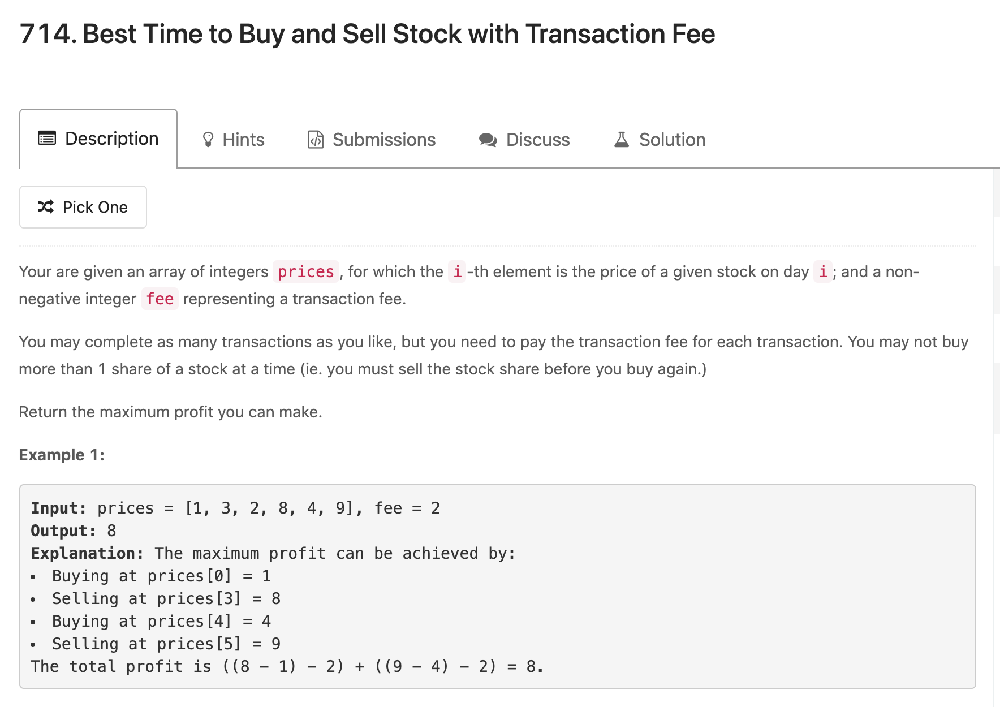 714. Best Time to Buy and Sell Stock with Transaction Fee
Description Hints Submissions Discuss Solution
Pick One
Your are given an array of integers prices, for which the i-th element is the price of a given stock on day i; and a non-
negative integer fee representing a transaction fee.
You may complete as many transactions as you like, but you need to pay the transaction fee for each transaction. You may not buy
more than 1 share of a stock at a time (ie. you must sell the stock share before you buy again.)
Return the maximum profit you can make.
Example 1:
Input: prices = [1, 3, 2, 8, 4, 9], fee = 2
Output: 8
Explanation: The maximum profit can be achieved by:
• Buying at prices[0] = 1
• Selling at prices[3] = 8
• Buying at prices[4] = 4
• Selling at prices[5] = 9
The total profit is ((8 - 1) - 2) + ((9 - 4) - 2) = 8.